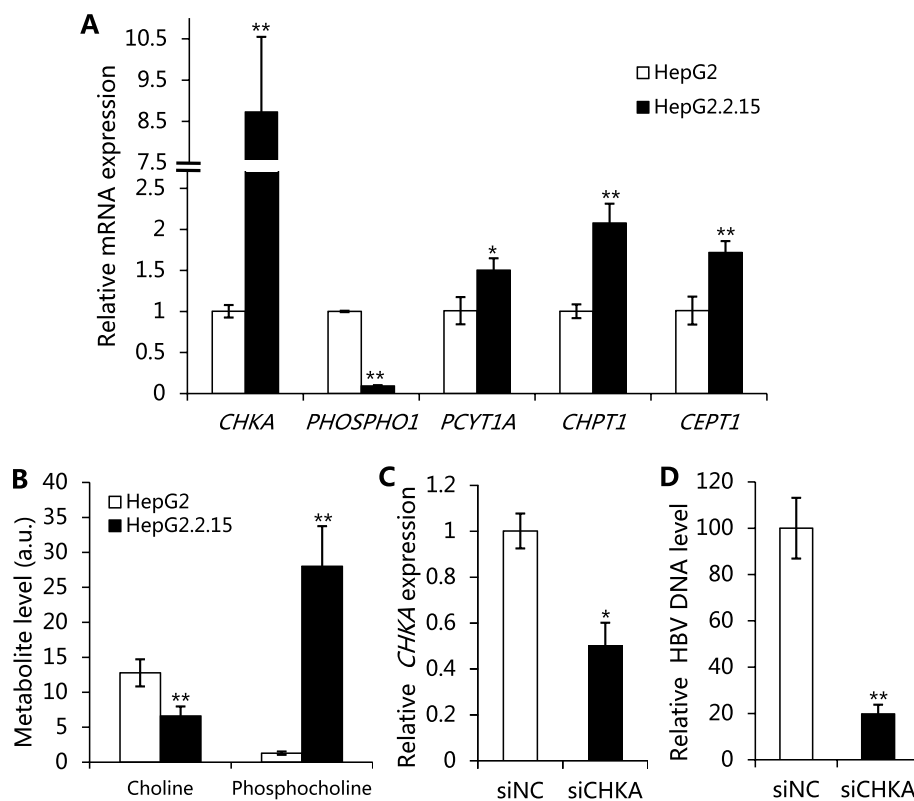 A
Relative mRNA expression
10.5
9.5
8.5
7.5
2.5
2
1.5
1
0.5
0
** ** * ** **
HepG2
HepG2.2.15
CHKA PHOSPHO1 PCYT1A CHPT1 CEPT1
B
Metabolite level (a.u.)
40
35
30
25
20
15
10
5
0
HepG2
HepG2.2.15
** **
Choline Phosphocholine
C
Relative CHKA expression
1.2
1
0.8
0.6
0.4
0.2
0
*
siNC siCHKA
D
Relative HBV DNA level
120
100
80
60
40
20
0
**
siNC siCHKA